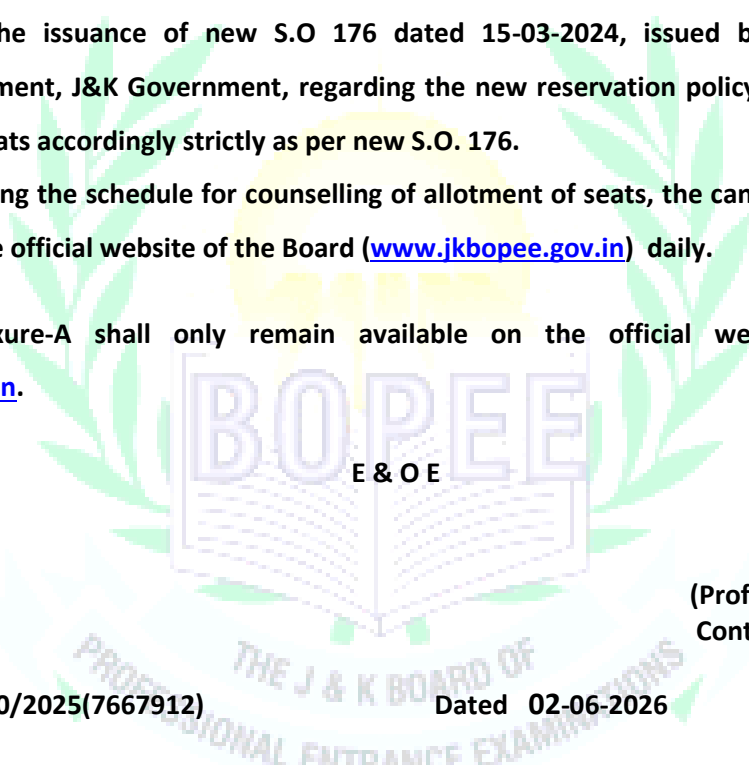 he issuance of new S.O 176 dated 15-03-2024, issued b
ment, J&K Government, regarding the new reservation policy
ats accordingly strictly as per new S.O. 176.
ng the schedule for counselling of allotment of seats, the can
e official website of the Board (www.jkbopee.gov.in) daily.
xure-A shall only remain available on the official we
n.
BOPEE
E & O E
(Prof
Cont
THE J & K BOARD OF
PROFESSIONAL ENTRANCE EXAMINATIONS
0/2025(7667912) Dated 02-06-2026